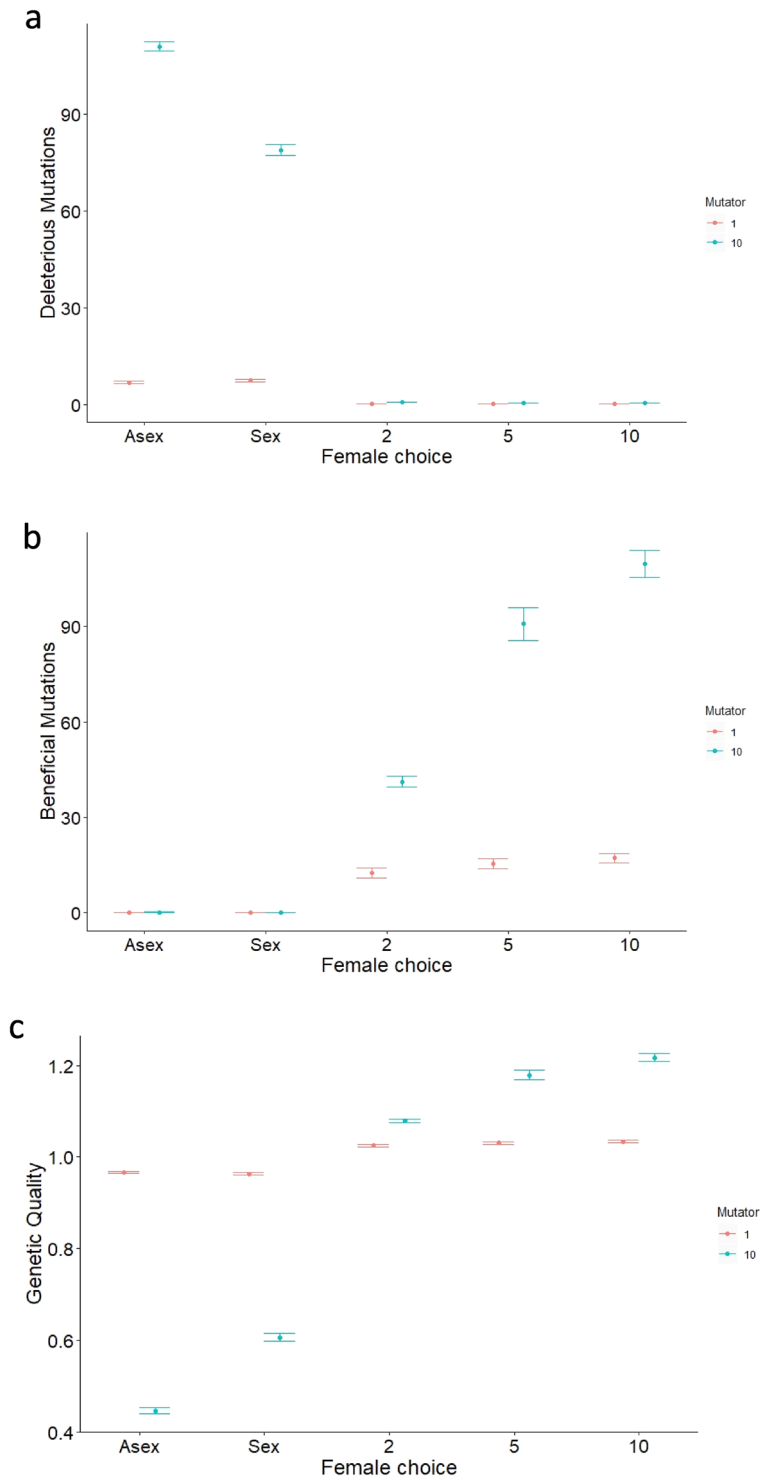 a
Deleterious Mutations
90
60
30
0
Asex Sex 2 5 10
Female choice
Mutator
1
10
b
Beneficial Mutations
90
60
30
0
Asex Sex 2 5 10
Female choice
Mutator
1
10
c
Genetic Quality
1.2
1.0
0.8
0.6
0.4
Asex Sex 2 5 10
Female choice
Mutator
1
10